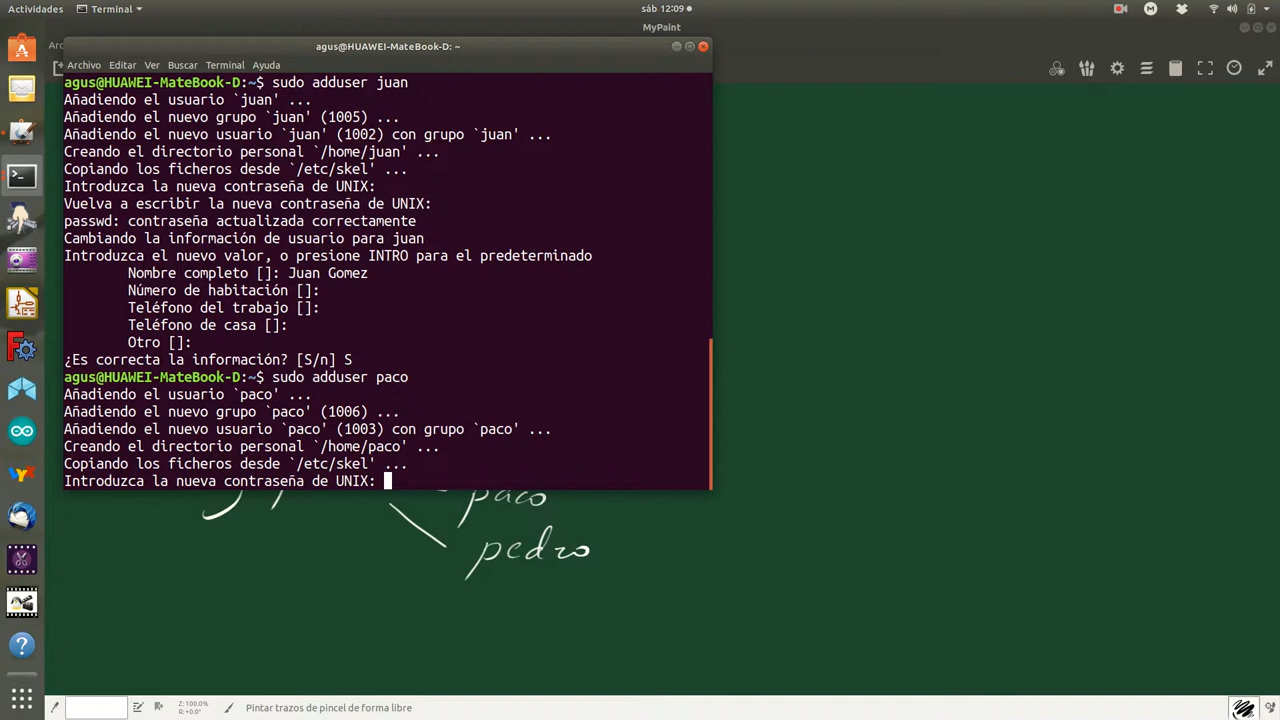 Actividades
Terminal
sáb 12:09
MyPaint
agus@HUAWEI-MateBook-D: ~
Archivo Editar Ver Buscar Terminal Ayuda
agus@HUAWEI-MateBook-D:~$ sudo adduser juan
Añadiendo el usuario `juan' ...
Añadiendo el nuevo grupo `juan' (1005) ...
Añadiendo el nuevo usuario `juan' (1002) con grupo `juan' ...
Creando el directorio personal `/home/juan' ...
Copiando los ficheros desde `/etc/skel' ...
Introduzca la nueva contraseña de UNIX:
Vuelva a escribir la nueva contraseña de UNIX:
passwd: contraseña actualizada correctamente
Cambiando la información de usuario para juan
Introduzca el nuevo valor, o presione INTRO para el predeterminado
Nombre completo []: Juan Gomez
Número de habitación []:
Teléfono del trabajo []:
Teléfono de casa []:
Otro []:
¿Es correcta la información? [S/n] S
agus@HUAWEI-MateBook-D:~$ sudo adduser paco
Añadiendo el usuario `paco' ...
Añadiendo el nuevo grupo `paco' (1006) ...
Añadiendo el nuevo usuario `paco' (1003) con grupo `paco' ...
Creando el directorio personal `/home/paco' ...
Copiando los ficheros desde `/etc/skel' ...
Introduzca la nueva contraseña de UNIX:
paco
pedro
Z: 100.0%
R: +0.0°
Pintar trazos de pincel de forma libre